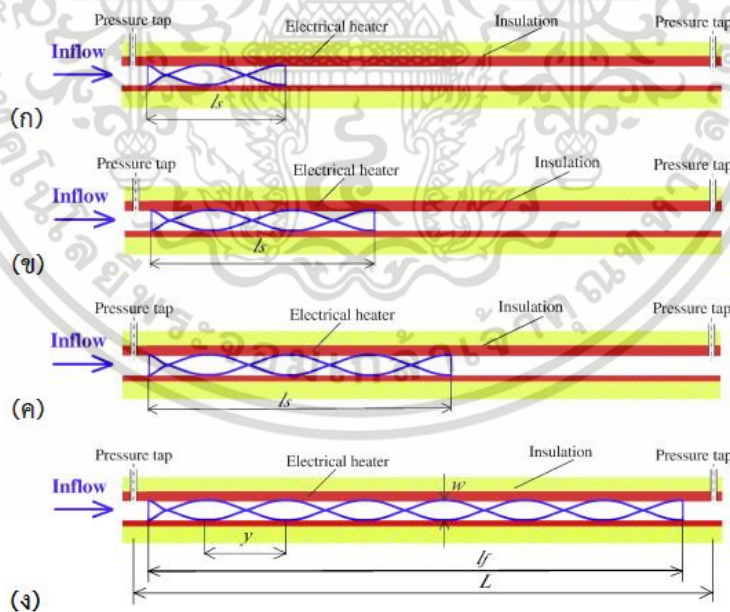 Pressure tap Electrical heater Insulation Pressure tap
Inflow
ls
(ก)
Pressure tap Electrical heater Insulation Pressure tap
Inflow
ls
(ข)
Pressure tap Electrical heater Insulation Pressure tap
Inflow
ls
(ค)
Pressure tap Electrical heater w Insulation Pressure tap
Inflow
y
lf
L
(ง)